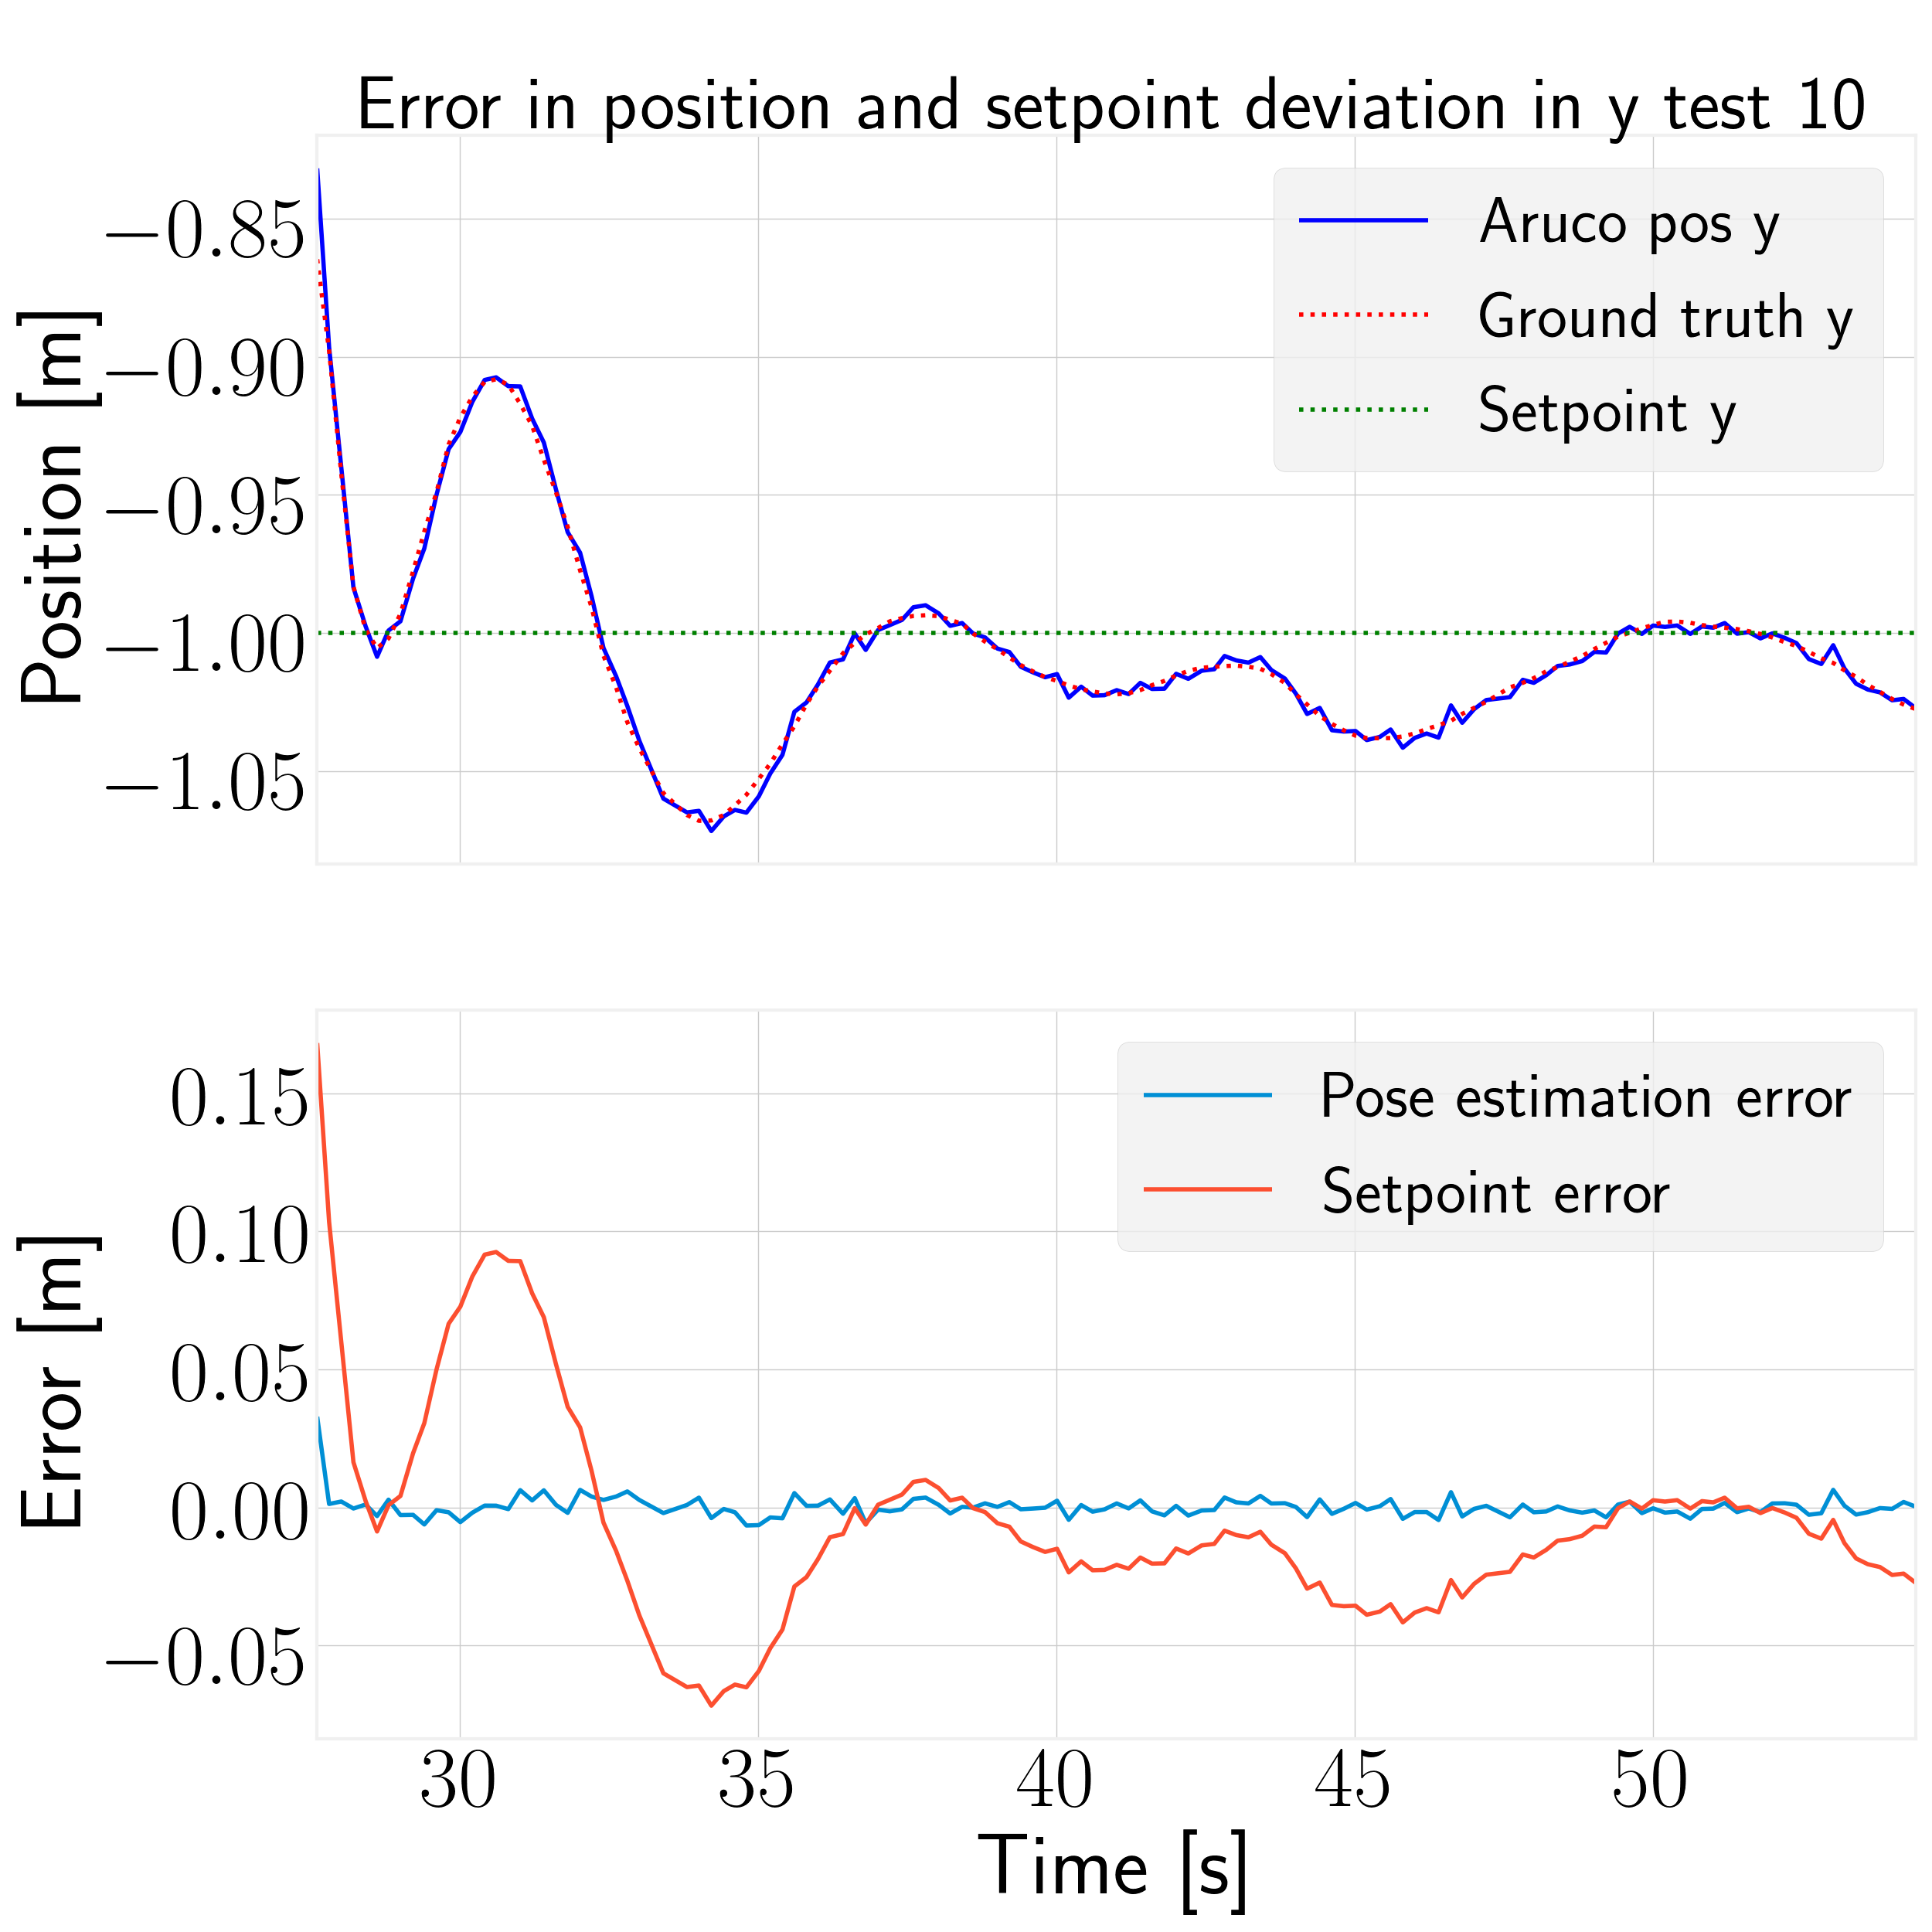 Error in position and setpoint deviation in y test 10
Position [m]
−0.85
−0.90
−0.95
−1.00
−1.05
Aruco pos y
Ground truth y
Setpoint y
Error [m]
0.15
0.10
0.05
0.00
−0.05
Pose estimation error
Setpoint error
30 35 40 45 50
Time [s]